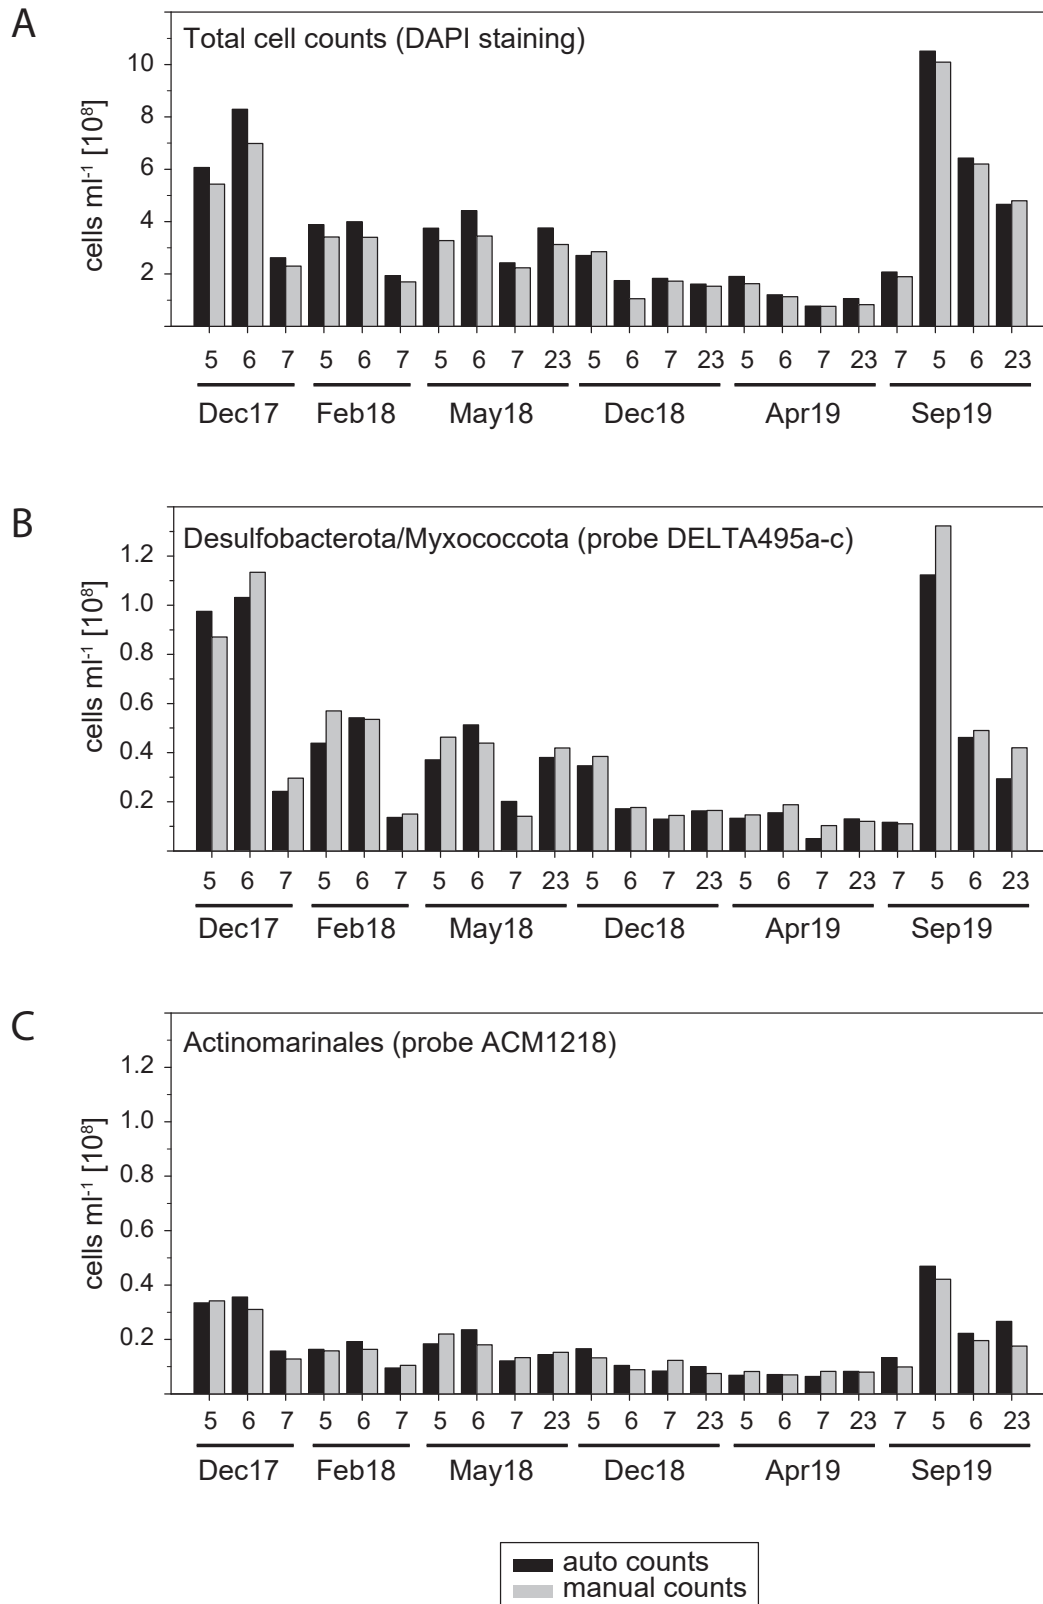 A
Total cell counts (DAPI staining)
cells ml⁻¹ [10⁸]
10
8
6
4
2
5 6 7 5 6 7 5 6 7 23 5 6 7 23 5 6 7 23 7 5 6 23
Dec17 Feb18 May18 Dec18 Apr19 Sep19
B
Desulfobacterota/Myxococcota (probe DELTA495a-c)
cells ml⁻¹ [10⁸]
1.2
1.0
0.8
0.6
0.4
0.2
5 6 7 5 6 7 5 6 7 23 5 6 7 23 5 6 7 23 7 5 6 23
Dec17 Feb18 May18 Dec18 Apr19 Sep19
C
Actinomarinales (probe ACM1218)
cells ml⁻¹ [10⁸]
1.2
1.0
0.8
0.6
0.4
0.2
5 6 7 5 6 7 5 6 7 23 5 6 7 23 5 6 7 23 7 5 6 23
Dec17 Feb18 May18 Dec18 Apr19 Sep19
auto counts
manual counts